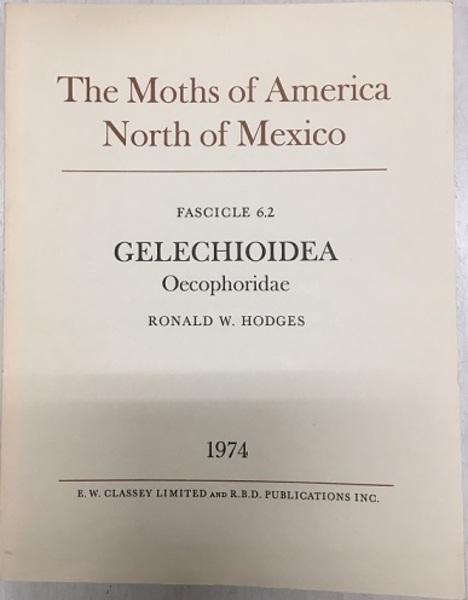 The Moths of America
North of Mexico
FASCICLE 6.2
GELECHIOIDEA
Oecophoridae
RONALD W. HODGES
1974
E. W. CLASSEY LIMITED AND R.B.D. PUBLICATIONS INC.